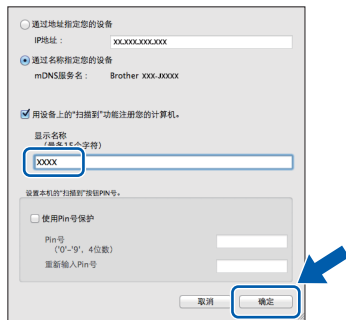 通过地址指定您的设备
IP地址： XX.XXX.XXX.XXX
通过名称指定您的设备
mDNS服务名： Brother XXX-JXXXX
用设备上的“扫描到”功能注册您的计算机。
显示名称
（最多15个字符）
XXXX
设置本机的“扫描到”按钮PIN号。
使用Pin号保护
Pin号
（'0'-'9'，4位数）
重新输入Pin号
取消 确定